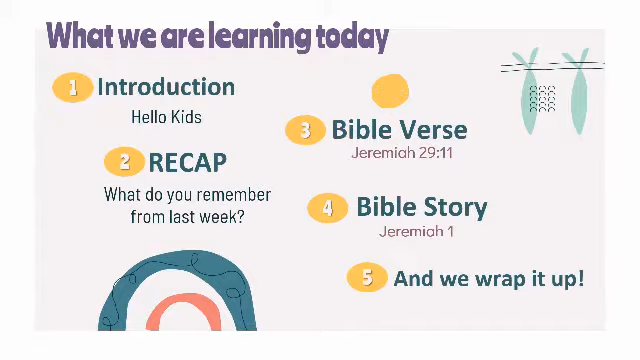 What we are learning today
1 Introduction
Hello Kids
2 RECAP
What do you remember
from last week?
3 Bible Verse
Jeremiah 29:11
4 Bible Story
Jeremiah 1
5 And we wrap it up!